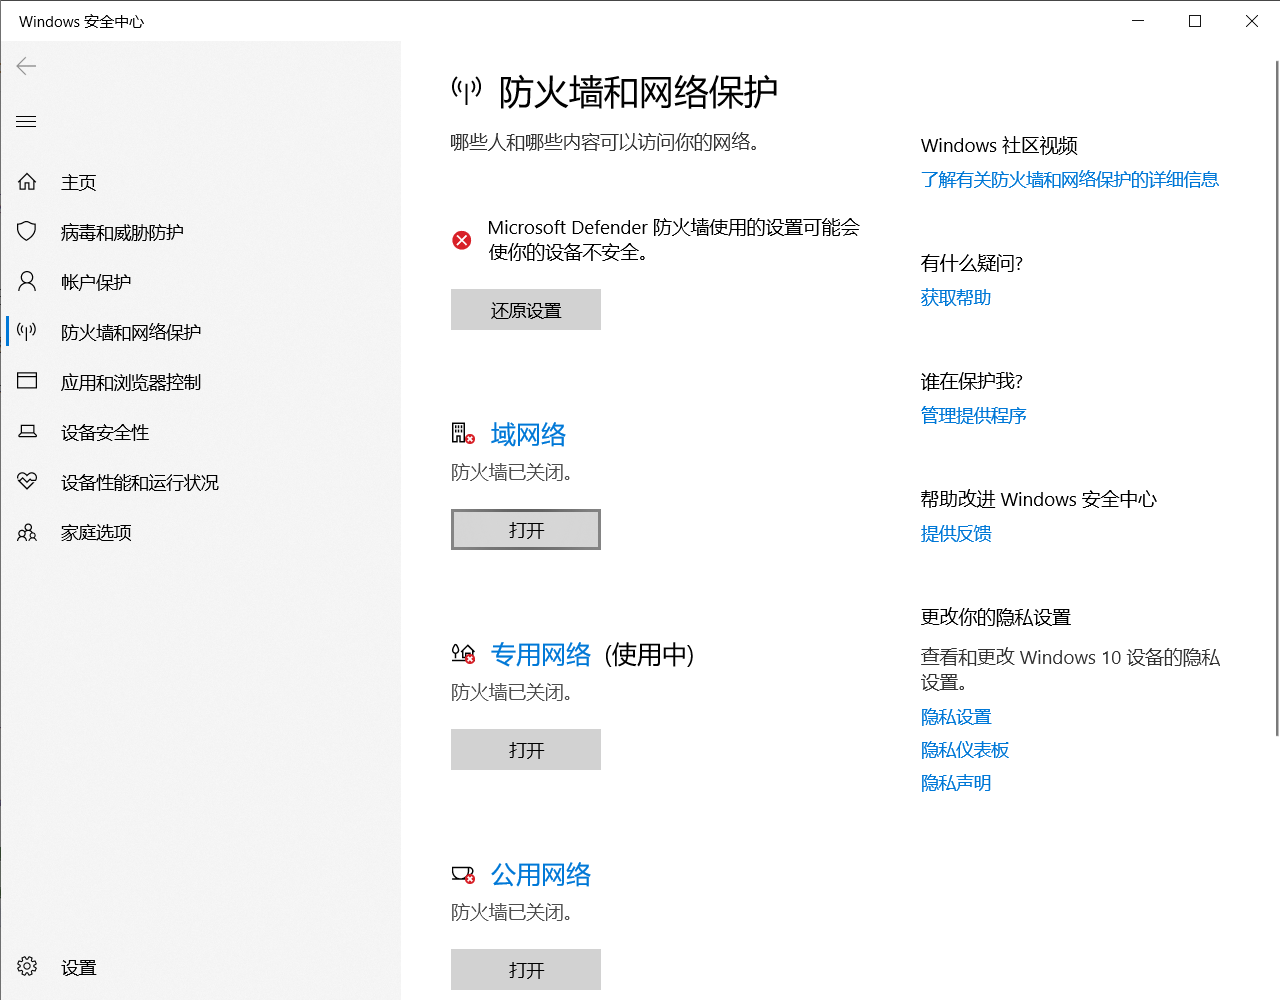 Windows 安全中心
主页
病毒和威胁防护
帐户保护
防火墙和网络保护
应用和浏览器控制
设备安全性
设备性能和运行状况
家庭选项
设置
防火墙和网络保护
哪些人和哪些内容可以访问你的网络。
Microsoft Defender 防火墙使用的设置可能会
使你的设备不安全。
还原设置
域网络
防火墙已关闭。
打开
专用网络 (使用中)
防火墙已关闭。
打开
公用网络
防火墙已关闭。
打开
Windows 社区视频
了解有关防火墙和网络保护的详细信息
有什么疑问?
获取帮助
谁在保护我?
管理提供程序
帮助改进 Windows 安全中心
提供反馈
更改你的隐私设置
查看和更改 Windows 10 设备的隐私
设置。
隐私设置
隐私仪表板
隐私声明